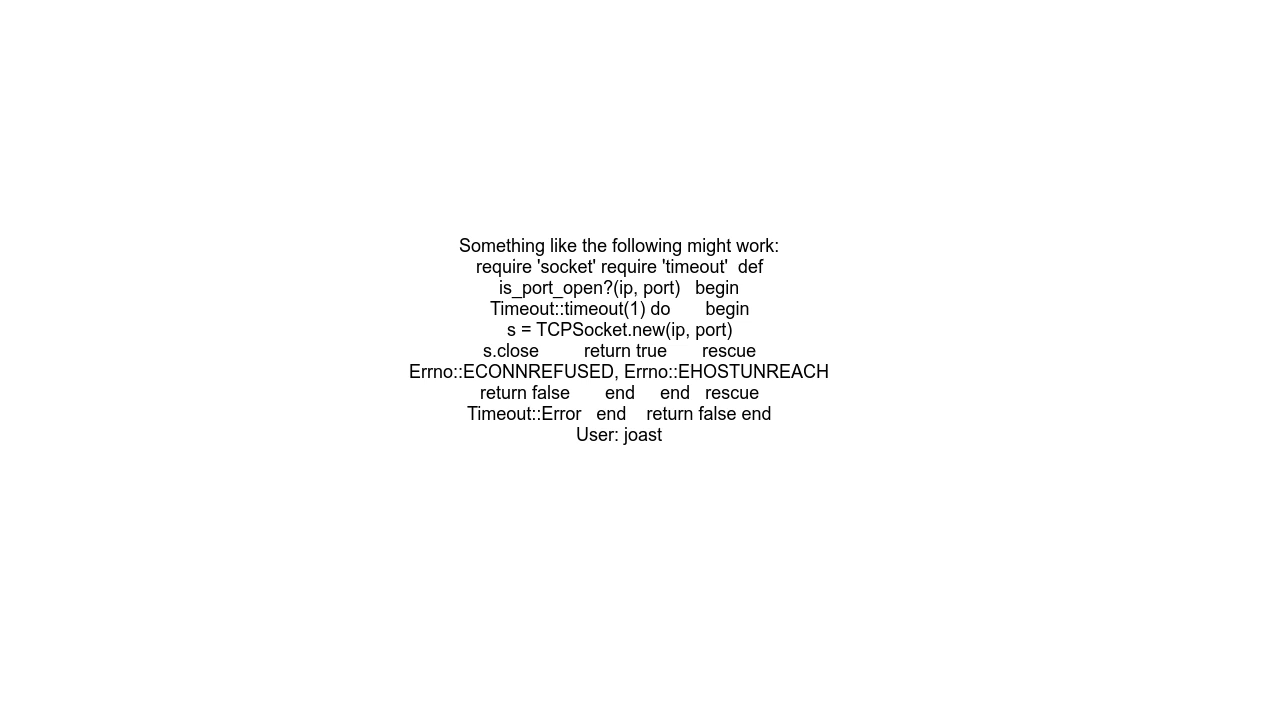 Something like the following might work:
require 'socket' require 'timeout'  def
is_port_open?(ip, port)   begin
Timeout::timeout(1) do       begin
s = TCPSocket.new(ip, port)
s.close         return true       rescue
Errno::ECONNREFUSED, Errno::EHOSTUNREACH
return false       end     end   rescue
Timeout::Error   end    return false end
User: joast